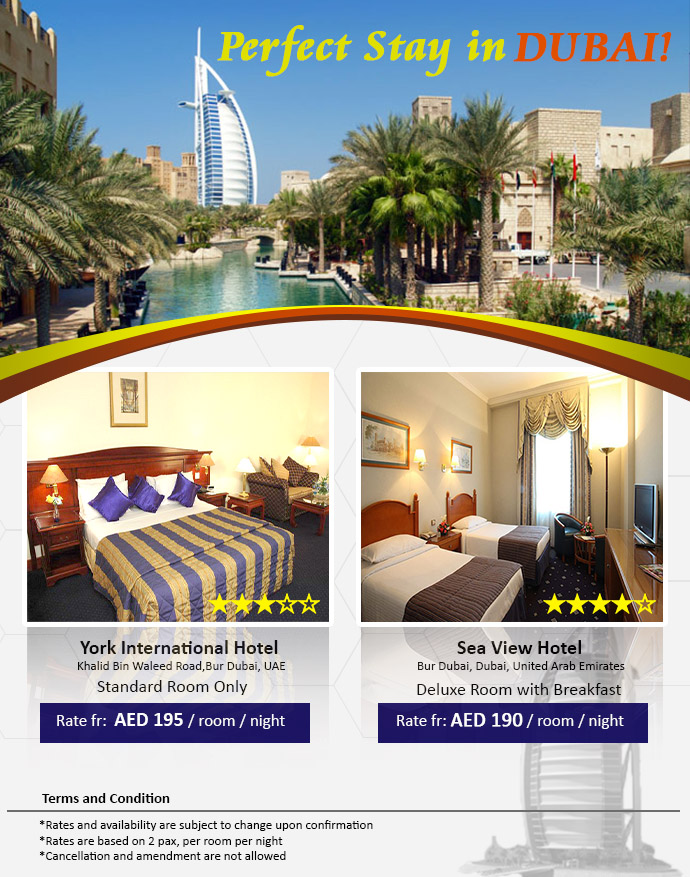 Perfect Stay in DUBAI!
York International Hotel
Khalid Bin Waleed Road,Bur Dubai, UAE
Standard Room Only
Rate fr: AED 195 / room / night
Sea View Hotel
Bur Dubai, Dubai, United Arab Emirates
Deluxe Room with Breakfast
Rate fr: AED 190 / room / night
Terms and Condition
*Rates and availability are subject to change upon confirmation
*Rates are based on 2 pax, per room per night
*Cancellation and amendment are not allowed